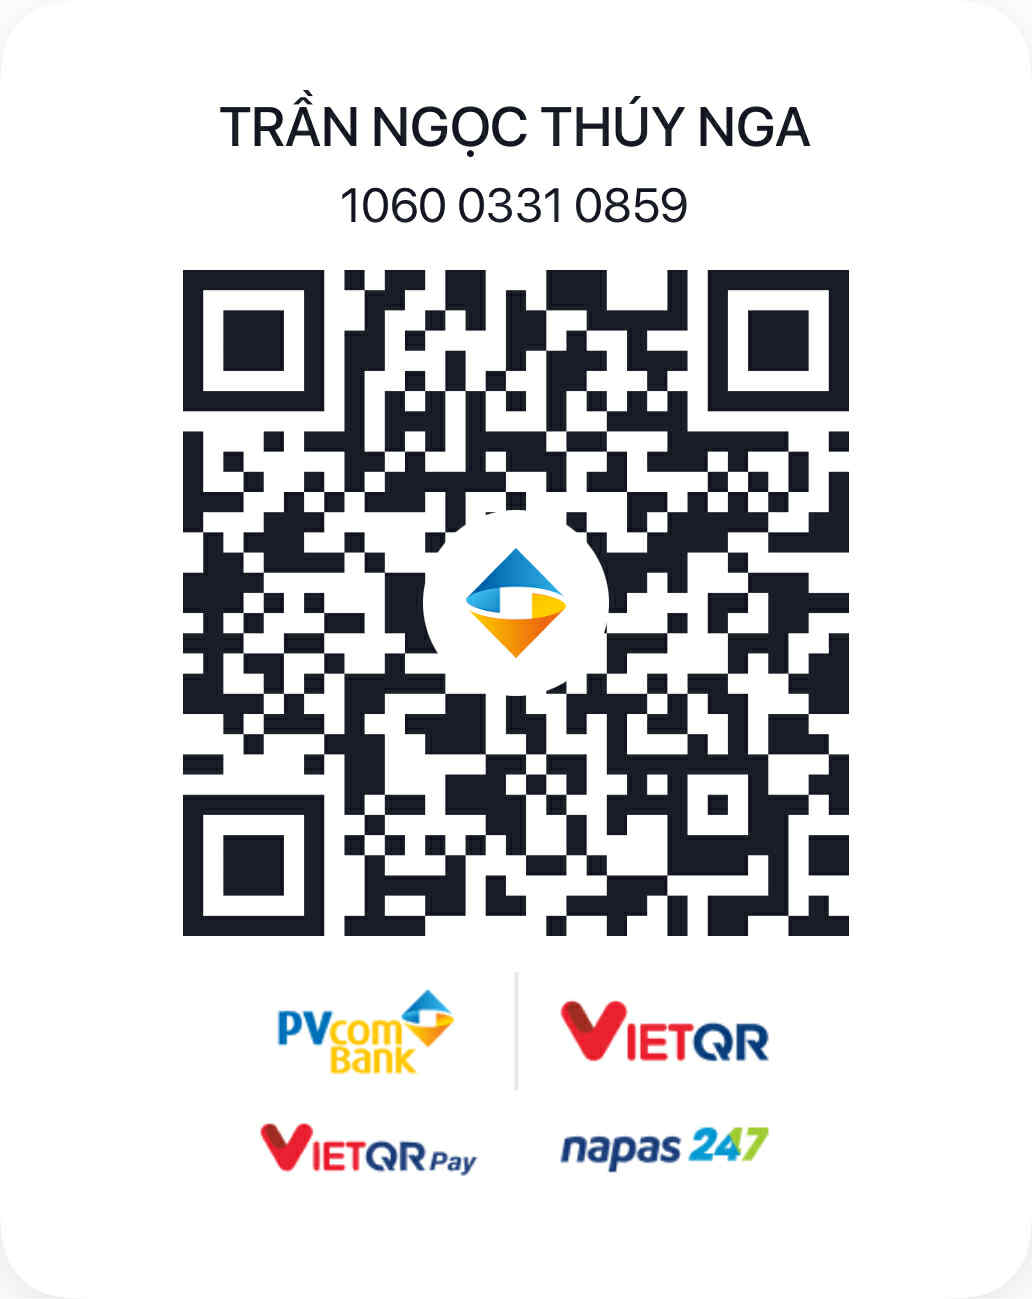 TRẦN NGỌC THÚY NGA
1060 0331 0859
PVcom Bank
VIETQR
VIETQR Pay
napas 247